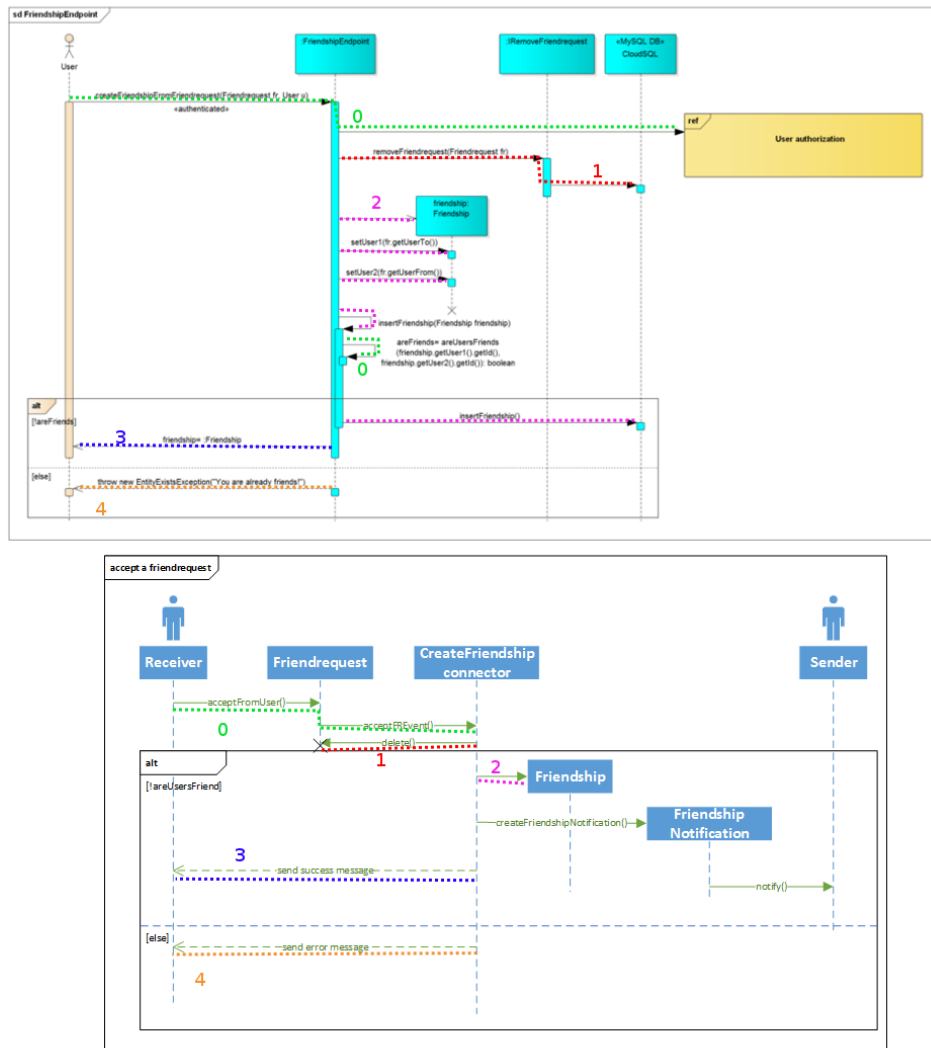 sd FriendshipEndpoint
User
:FriendshipEndpoint
:IRemoveFriendrequest
«MySQL DB»
CloudSQL
createFriendshipFromFriendrequest(Friendrequest fr, User u)
«authenticated»
0
ref
User authorization
removeFriendrequest(Friendrequest fr)
1
2
friendship:
Friendship
setUser1(fr.getUserTo())
setUser2(fr.getUserFrom())
insertFriendship(Friendship friendship)
areFriends= areUsersFriends
(friendship.getUser1().getId(),
friendship.getUser2().getId()): boolean
0
alt
[!areFriends]
insertFriendship()
3
friendship= :Friendship
[else]
throw new EntityExistsException("You are already friends!")
4
accept a friendrequest
Receiver
Friendrequest
CreateFriendship
connector
Sender
acceptFromUser()
0
acceptFREvent()
delete()
1
alt
[!areUsersFriend]
2
Friendship
createFriendshipNotification()
Friendship
Notification
3
send success message
notify()
[else]
send error message
4